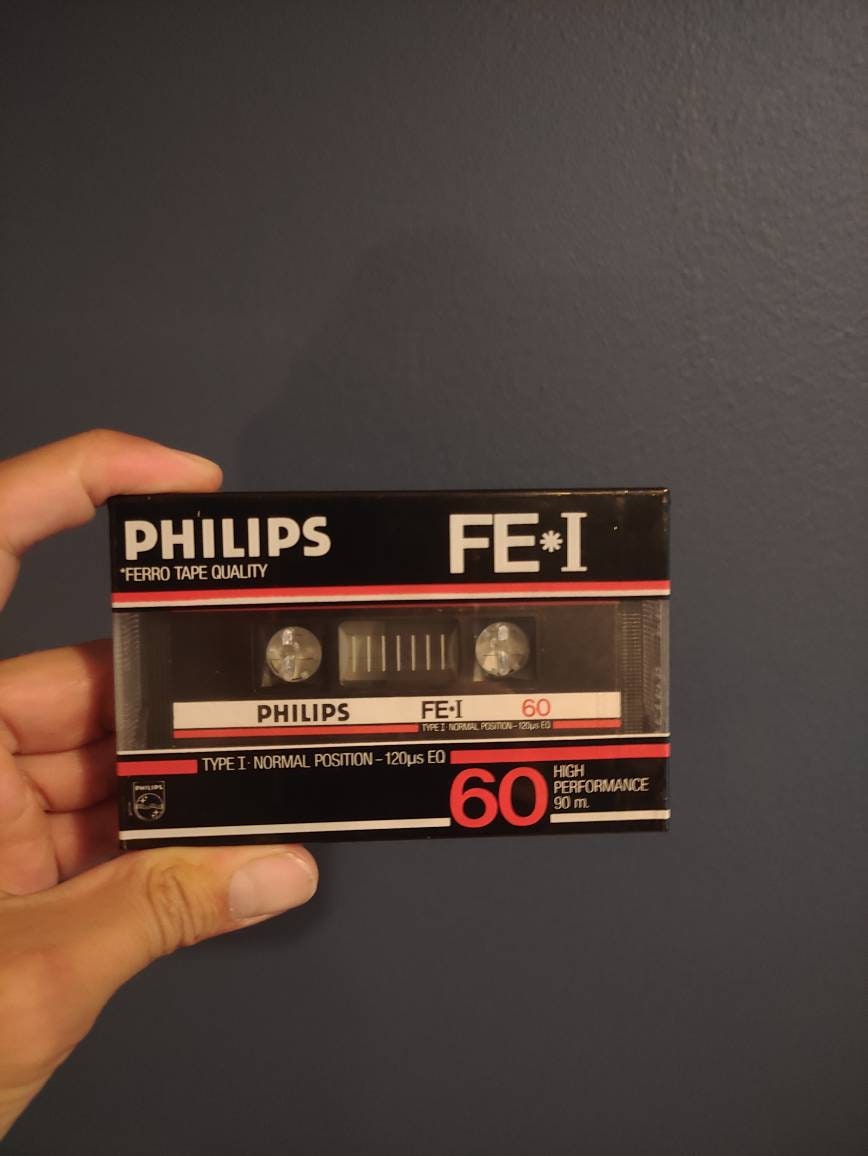 PHILIPS
FE*I
*FERRO TAPE QUALITY
PHILIPS FE·I 60
TYPE I · NORMAL POSITION – 120µs EQ
TYPE I · NORMAL POSITION – 120µs EQ
PHILIPS
60
HIGH
PERFORMANCE
90 m.